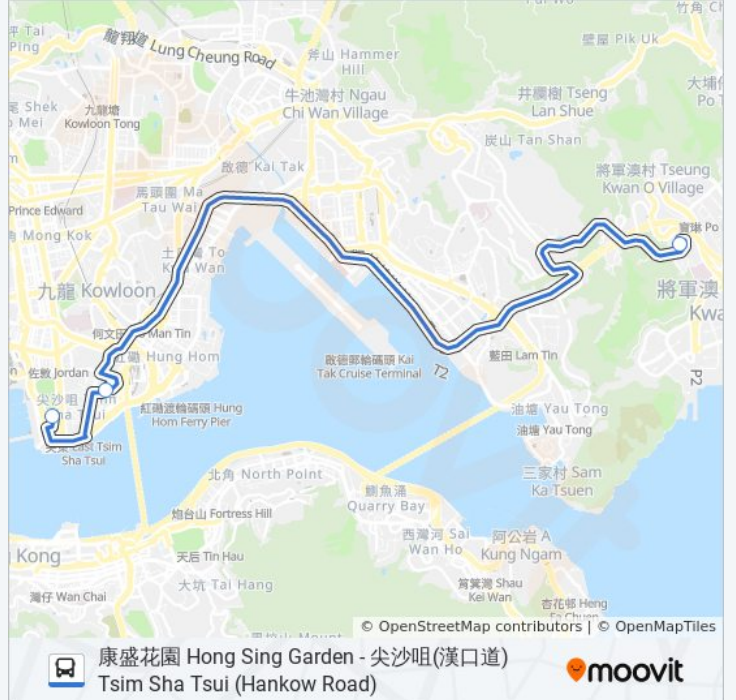 竹角
坪 Tai
Ping
龍翔道 Lung Cheung Road
斧山 Hammer
Hill
壁屋 Pik Uk
尾 Shek
Mei
九龍塘
Kowloon Tong
牛池灣村 Ngau
Chi Wan Village
井欄樹 Tseng
Lan Shue
大埔
Po
炭山 Tan Shan
啟德 Kai Tak
將軍澳村 Tseung
Kwan O Village
Prince Edward
馬頭圍 Ma
Tau Wai
角 Mong Kok
寶琳 Po
九龍 Kowloon
將軍澳
Kwa
何文田 Man Tin
紅磡 Hung Hom
佐敦 Jordan
啟德郵輪碼頭 Kai
Tak Cruise Terminal
T2
藍田 Lam Tin
P2
尖沙咀
紅磡渡輪碼頭 Hung
Hom Ferry Pier
油塘 Yau Tong
油塘 Yau Tong
East Tsim
Sha Tsui
北角 North Point
三家村 Sam
Ka Tsuen
鰂魚涌
Quarry Bay
炮台山 Fortress Hill
西灣河 Sai
Wan Ho
阿公岩 A
Kung Ngam
Kong
天后 Tin Hau
大坑 Tai Hang
筲箕灣 Shau
Kei Wan
灣仔 Wan Chai
杏花邨 Heng
© OpenStreetMap contributors | © OpenMapTiles
康盛花園 Hong Sing Garden - 尖沙咀(漢口道)
Tsim Sha Tsui (Hankow Road)
moovit